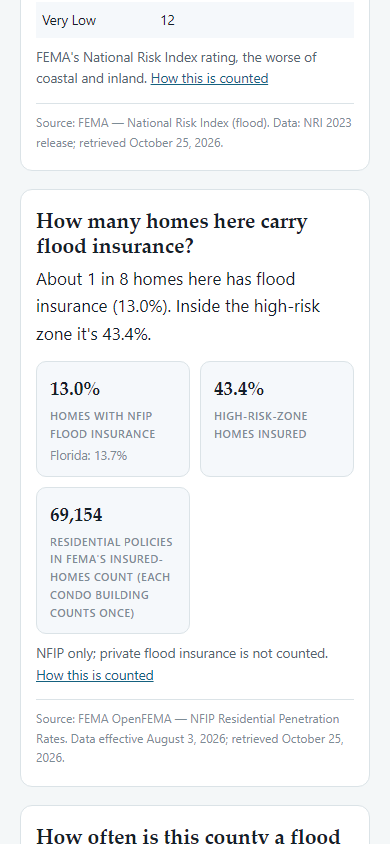 Very Low 12
FEMA's National Risk Index rating, the worse of
coastal and inland. How this is counted
Source: FEMA — National Risk Index (flood). Data: NRI 2023
release; retrieved October 25, 2026.
How many homes here carry
flood insurance?
About 1 in 8 homes here has flood
insurance (13.0%). Inside the high-risk
zone it's 43.4%.
13.0%
HOMES WITH NFIP
FLOOD INSURANCE
Florida: 13.7%
43.4%
HIGH-RISK-ZONE
HOMES INSURED
69,154
RESIDENTIAL POLICIES
IN FEMA'S INSURED-
HOMES COUNT (EACH
CONDO BUILDING
COUNTS ONCE)
NFIP only; private flood insurance is not counted.
How this is counted
Source: FEMA OpenFEMA — NFIP Residential Penetration
Rates. Data effective August 3, 2026; retrieved October 25,
2026.
How often is this county a flood